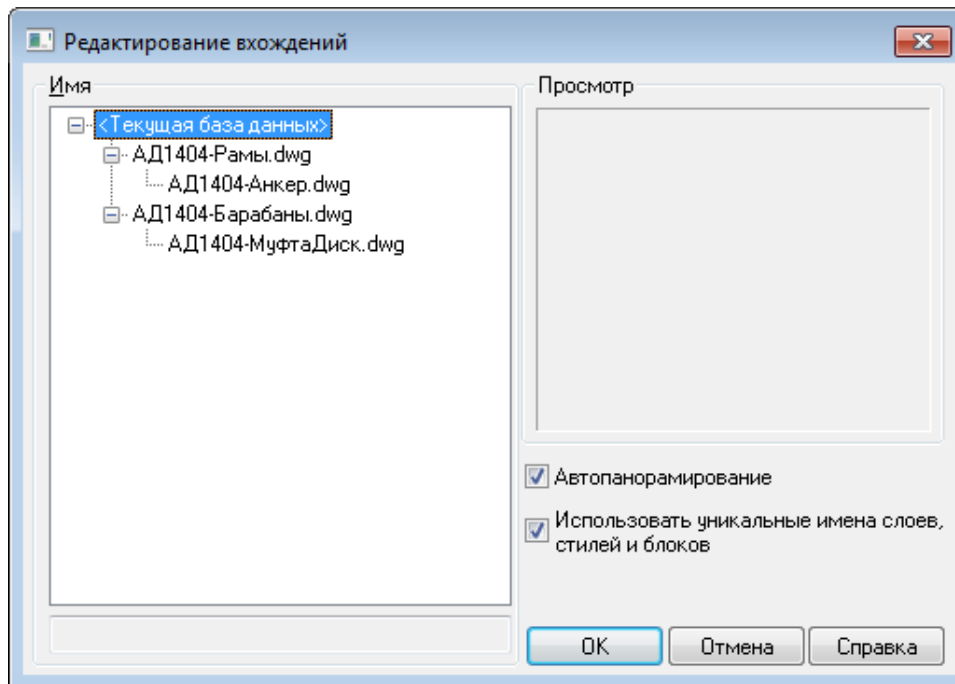 Редактирование вхождений
Имя
<Текущая база данных>
АД1404-Рамы.dwg
АД1404-Анкер.dwg
АД1404-Барабаны.dwg
АД1404-МуфтаДиск.dwg
Просмотр
Автопанорамирование
Использовать уникальные имена слоев,
стилей и блоков
OK
Отмена
Справка